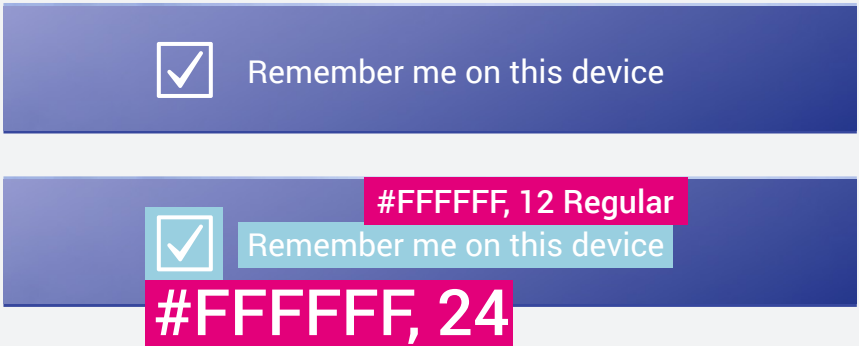 Remember me on this device
#FFFFFF, 12 Regular
Remember me on this device
#FFFFFF, 24